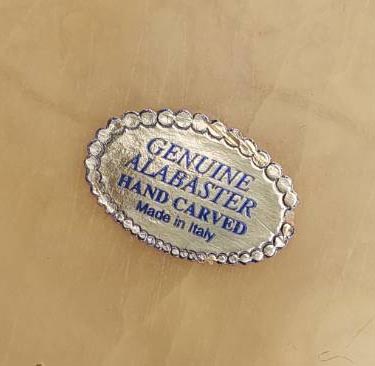 GENUINE
ALABASTER
HAND CARVED
Made in Italy